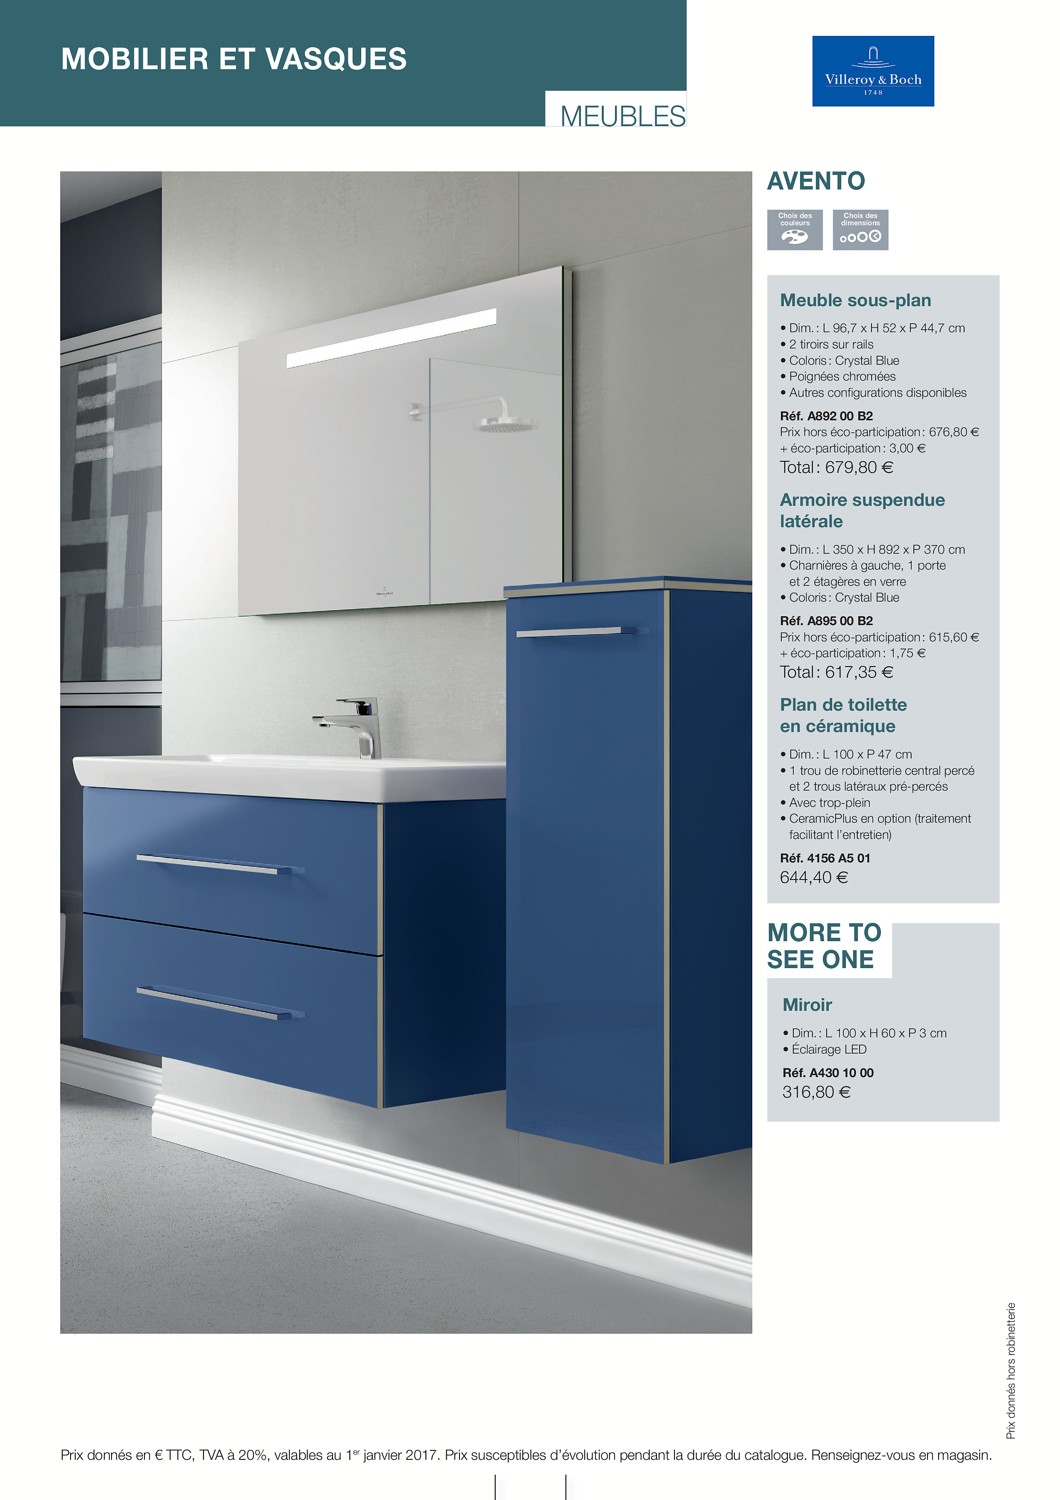 MOBILIER ET VASQUES
MEUBLES
Villeroy & Boch
1748
AVENTO
Choix des
couleurs
Choix des
dimensions
Meuble sous-plan
• Dim. : L 96,7 x H 52 x P 44,7 cm
• 2 tiroirs sur rails
• Coloris : Crystal Blue
• Poignées chromées
• Autres configurations disponibles
Réf. A892 00 B2
Prix hors éco-participation : 676,80 €
+ éco-participation : 3,00 €
Total : 679,80 €
Armoire suspendue
latérale
• Dim. : L 350 x H 892 x P 370 cm
• Charnières à gauche, 1 porte
et 2 étagères en verre
• Coloris : Crystal Blue
Réf. A895 00 B2
Prix hors éco-participation : 615,60 €
+ éco-participation : 1,75 €
Total : 617,35 €
Plan de toilette
en céramique
• Dim. : L 100 x P 47 cm
• 1 trou de robinetterie central percé
et 2 trous latéraux pré-percés
• Avec trop-plein
• CeramicPlus en option (traitement
facilitant l'entretien)
Réf. 4156 A5 01
644,40 €
MORE TO
SEE ONE
Miroir
• Dim. : L 100 x H 60 x P 3 cm
• Éclairage LED
Réf. A430 10 00
316,80 €
Prix donnés hors robinetterie
Prix donnés en € TTC, TVA à 20%, valables au 1er janvier 2017. Prix susceptibles d'évolution pendant la durée du catalogue. Renseignez-vous en magasin.